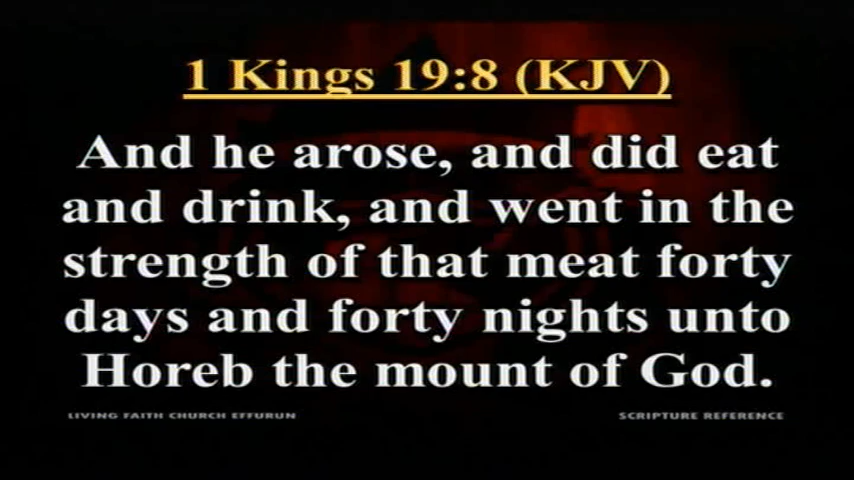 1 Kings 19:8 (KJV)
And he arose, and did eat
and drink, and went in the
strength of that meat forty
days and forty nights unto
Horeb the mount of God.
LIVING FAITH CHURCH EFFURUN
SCRIPTURE REFERENCE